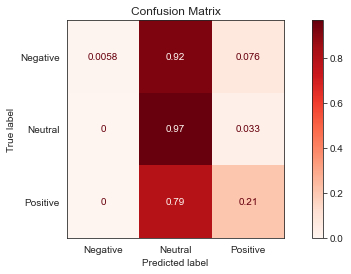 Confusion Matrix
Negative 0.0058 0.92 0.076
Neutral 0 0.97 0.033
Positive 0 0.79 0.21
True label
Negative Neutral Positive
Predicted label
0.8
0.6
0.4
0.2
0.0